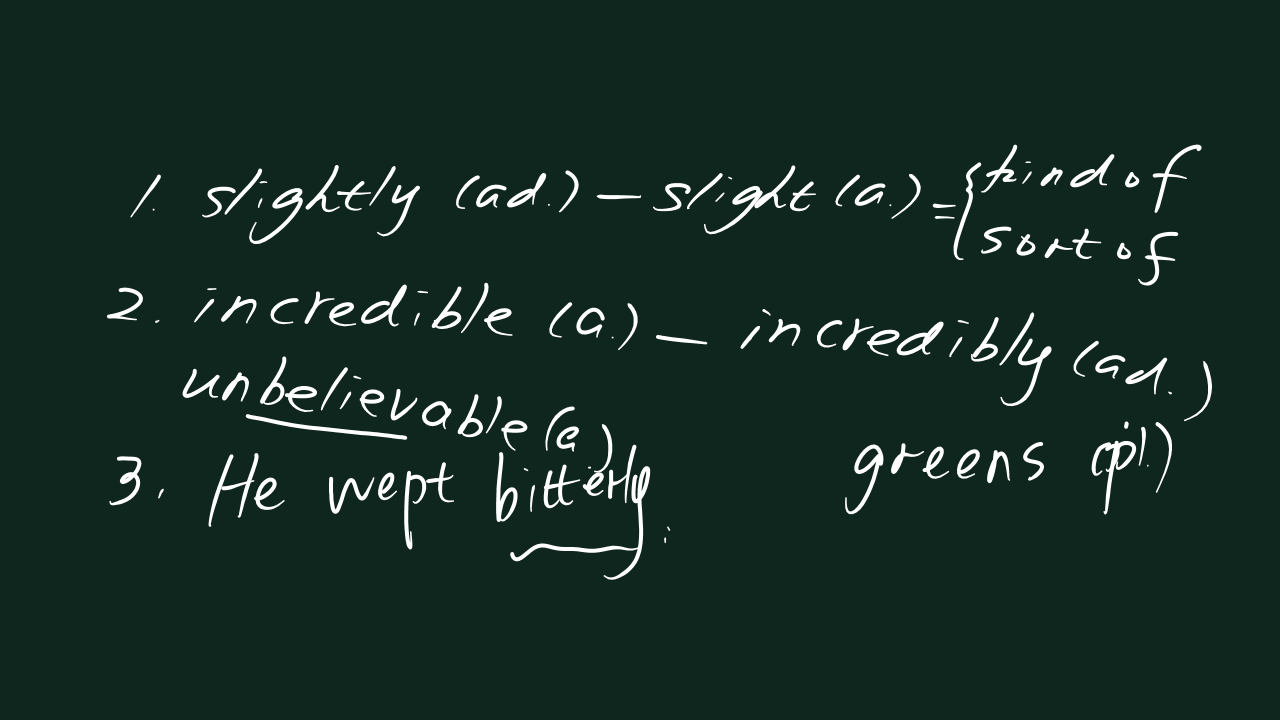 1. slightly (ad.) — slight (a.) = { kind of
sort of
2. incredible (a.) — incredibly (ad.)
unbelievable (a.)
3. He wept bitterly. greens (pl.)